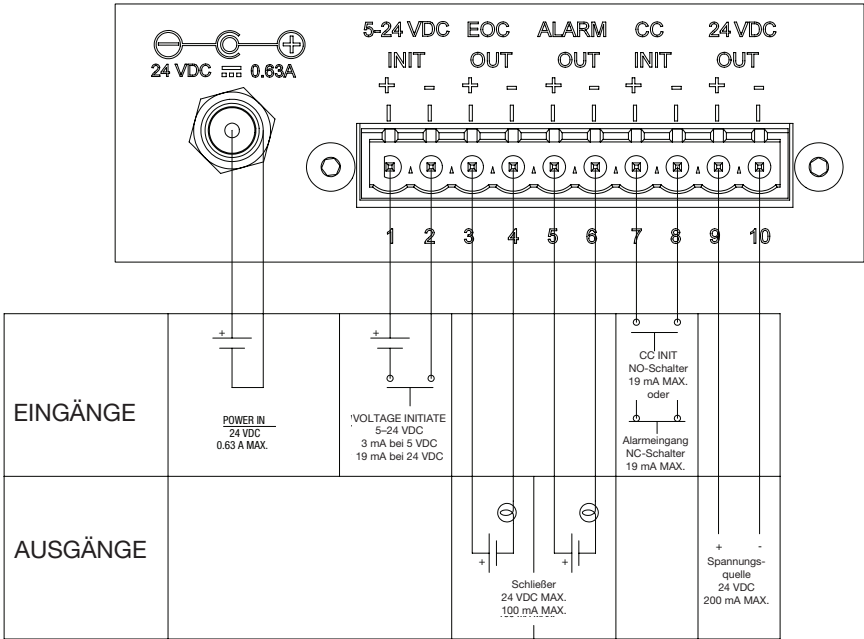 5-24 VDC EOC ALARM CC 24 VDC
INIT OUT OUT INIT OUT
+ - + - + - + - + -
24 VDC 0.63A
1 2 3 4 5 6 7 8 9 10
EINGÄNGE
+
POWER IN
24 VDC
0.63 A MAX.
+
VOLTAGE INITIATE
5–24 VDC
3 mA bei 5 VDC
19 mA bei 24 VDC
CC INIT
NO-Schalter
19 mA MAX.
oder
Alarmeingang
NC-Schalter
19 mA MAX.
AUSGÄNGE
+
+
Schließer
24 VDC MAX.
100 mA MAX.
+ -
Spannungs-
quelle
24 VDC
200 mA MAX.